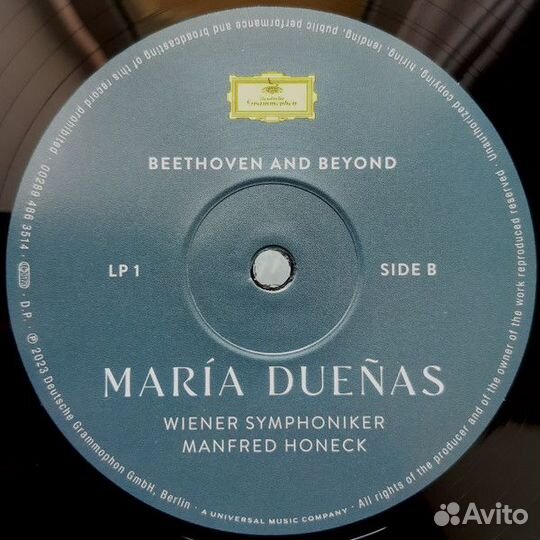 Deutsche
Grammophon
BEETHOVEN AND BEYOND
LP 1
SIDE B
MARÍA DUEÑAS
WIENER SYMPHONIKER
MANFRED HONECK
℗ 2023 Deutsche Grammophon GmbH, Berlin · A UNIVERSAL MUSIC COMPANY · All rights of the producer and of the owner of the work reproduced reserved · Unauthorized copying, hiring, lending, public performance and broadcasting of this record prohibited · 00289 486 3514 · D.P. ·
Avito